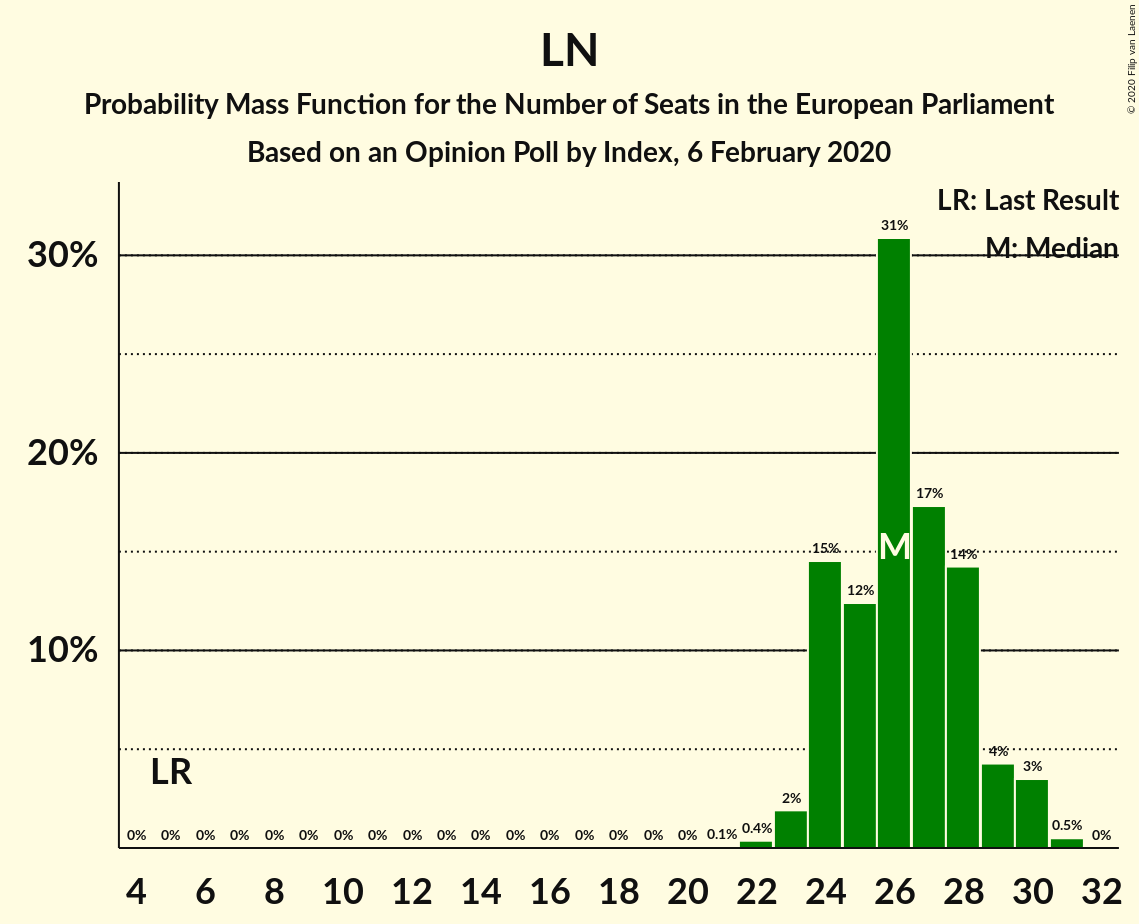 LN
Probability Mass Function for the Number of Seats in the European Parliament
Based on an Opinion Poll by Index, 6 February 2020
© 2020 Filip van Laenen
LR: Last Result
M: Median
30%
20%
10%
31%
17%
15%
14%
12%
M
4%
3%
2%
LR
0% 0% 0% 0% 0% 0% 0% 0% 0% 0% 0% 0% 0% 0% 0% 0% 0% 0.1% 0.4% 0.5% 0%
4 6 8 10 12 14 16 18 20 22 24 26 28 30 32